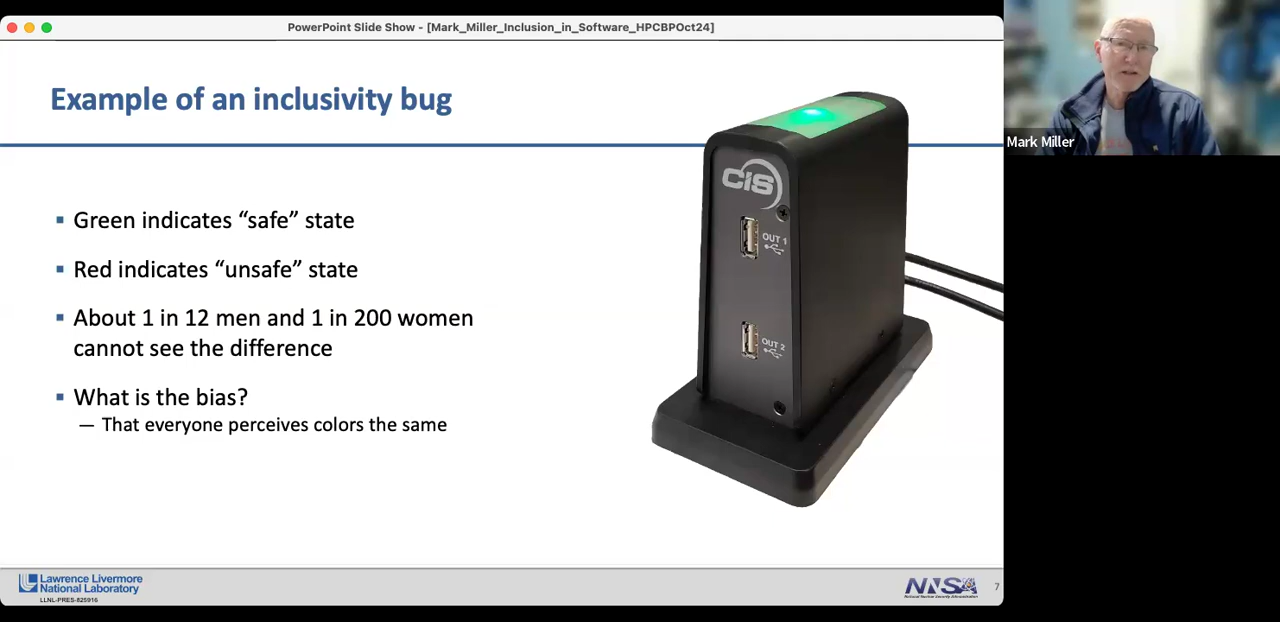 PowerPoint Slide Show - [Mark_Miller_Inclusion_in_Software_HPCBPOct24]
Example of an inclusivity bug
Green indicates “safe” state
Red indicates “unsafe” state
About 1 in 12 men and 1 in 200 women
cannot see the difference
What is the bias?
— That everyone perceives colors the same
CIS
OUT 1
OUT 2
Mark Miller
Lawrence Livermore
National Laboratory
LLNL-PRES-825916
NNSA
National Nuclear Security Administration
7